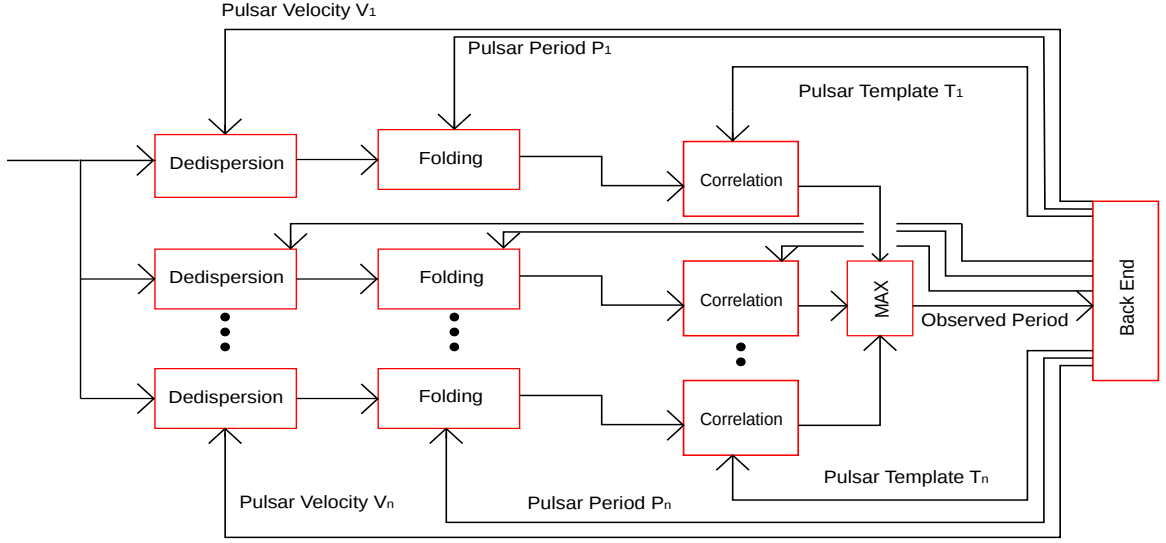 Pulsar Velocity V1
Pulsar Period P1
Pulsar Template T1
Dedispersion
Folding
Correlation
Dedispersion
Folding
Correlation
MAX
Observed Period
Back End
Dedispersion
Folding
Correlation
Pulsar Template Tn
Pulsar Velocity Vn
Pulsar Period Pn